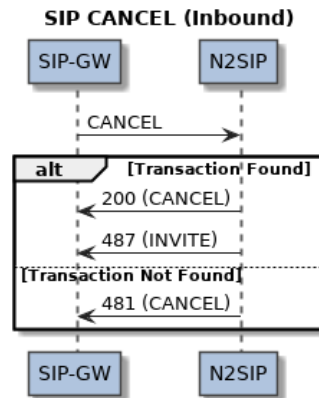 SIP CANCEL (Inbound)
SIP-GW N2SIP
CANCEL
alt [Transaction Found]
200 (CANCEL)
487 (INVITE)
[Transaction Not Found]
481 (CANCEL)
SIP-GW N2SIP